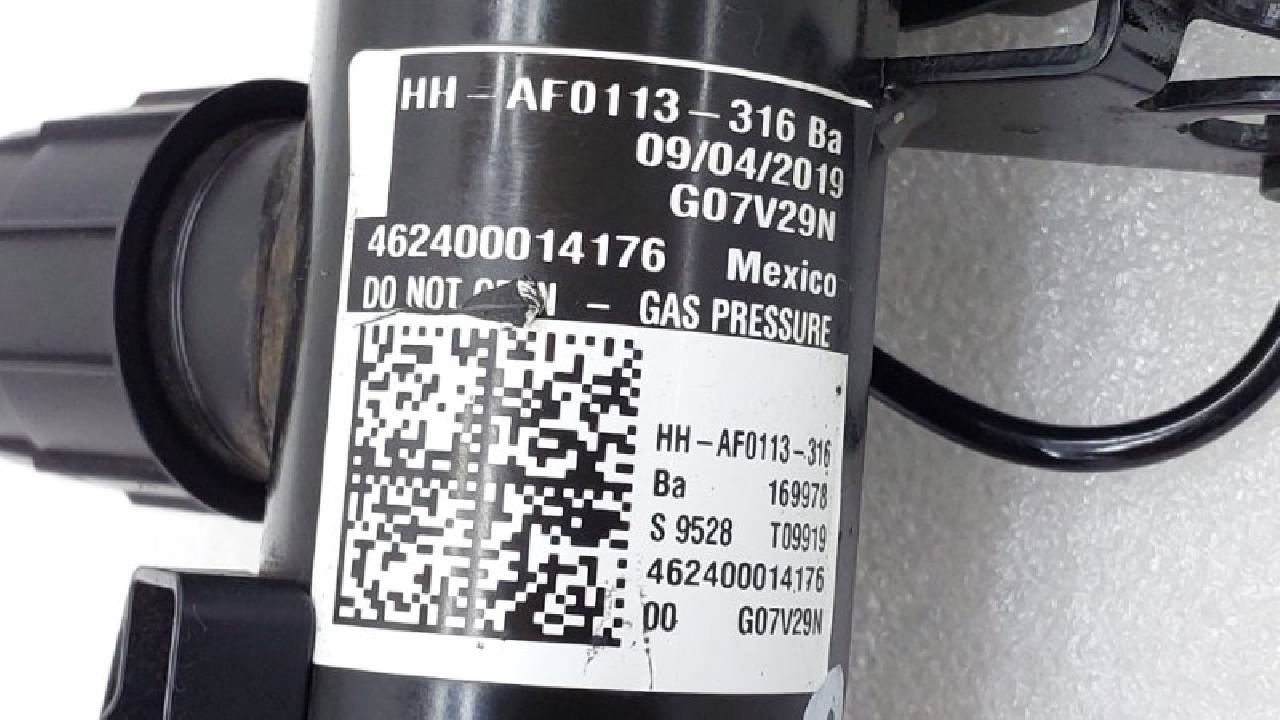 HH - AF0113 - 316 Ba
09/04/2019
G07V29N
462400014176 Mexico
DO NOT - GAS PRESSURE
HH - AF0113 - 316
Ba 169978
S 9528 T09919
462400014176
00 G07V29N